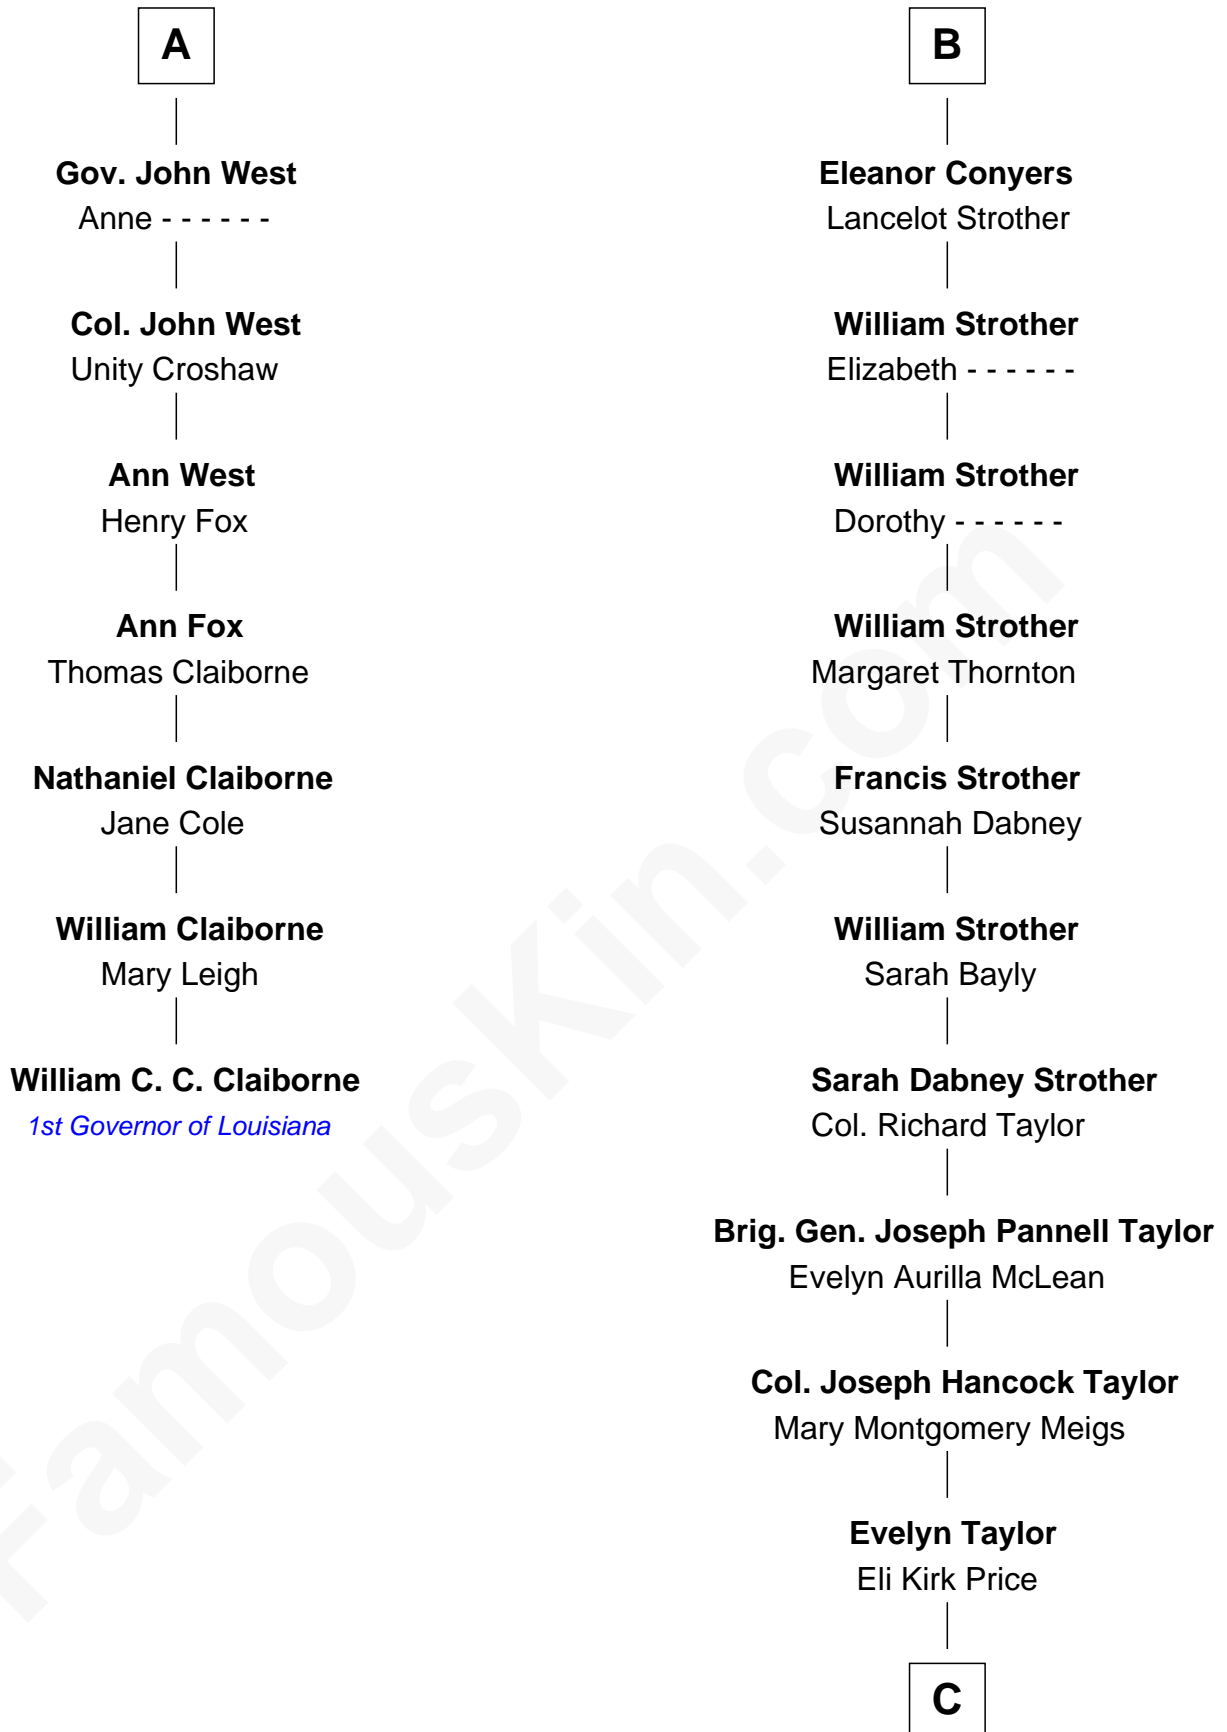 A
Gov. John West
Anne - - - - - -
Col. John West
Unity Croshaw
Ann West
Henry Fox
Ann Fox
Thomas Claiborne
Nathaniel Claiborne
Jane Cole
William Claiborne
Mary Leigh
William C. C. Claiborne
1st Governor of Louisiana
B
Eleanor Conyers
Lancelot Strother
William Strother
Elizabeth - - - - - -
William Strother
Dorothy - - - - - -
William Strother
Margaret Thornton
Francis Strother
Susannah Dabney
William Strother
Sarah Bayly
Sarah Dabney Strother
Col. Richard Taylor
Brig. Gen. Joseph Pannell Taylor
Evelyn Aurilla McLean
Col. Joseph Hancock Taylor
Mary Montgomery Meigs
Evelyn Taylor
Eli Kirk Price
C
FamousKin.com